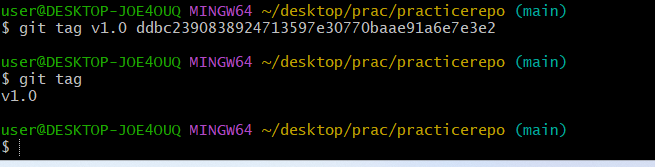 user@DESKTOP-JOE4OUQ MINGW64 ~/desktop/prac/practicerepo (main)
$ git tag v1.0 ddbc2390838924713597e30770baae91a6e7e3e2
user@DESKTOP-JOE4OUQ MINGW64 ~/desktop/prac/practicerepo (main)
$ git tag
v1.0
user@DESKTOP-JOE4OUQ MINGW64 ~/desktop/prac/practicerepo (main)
$